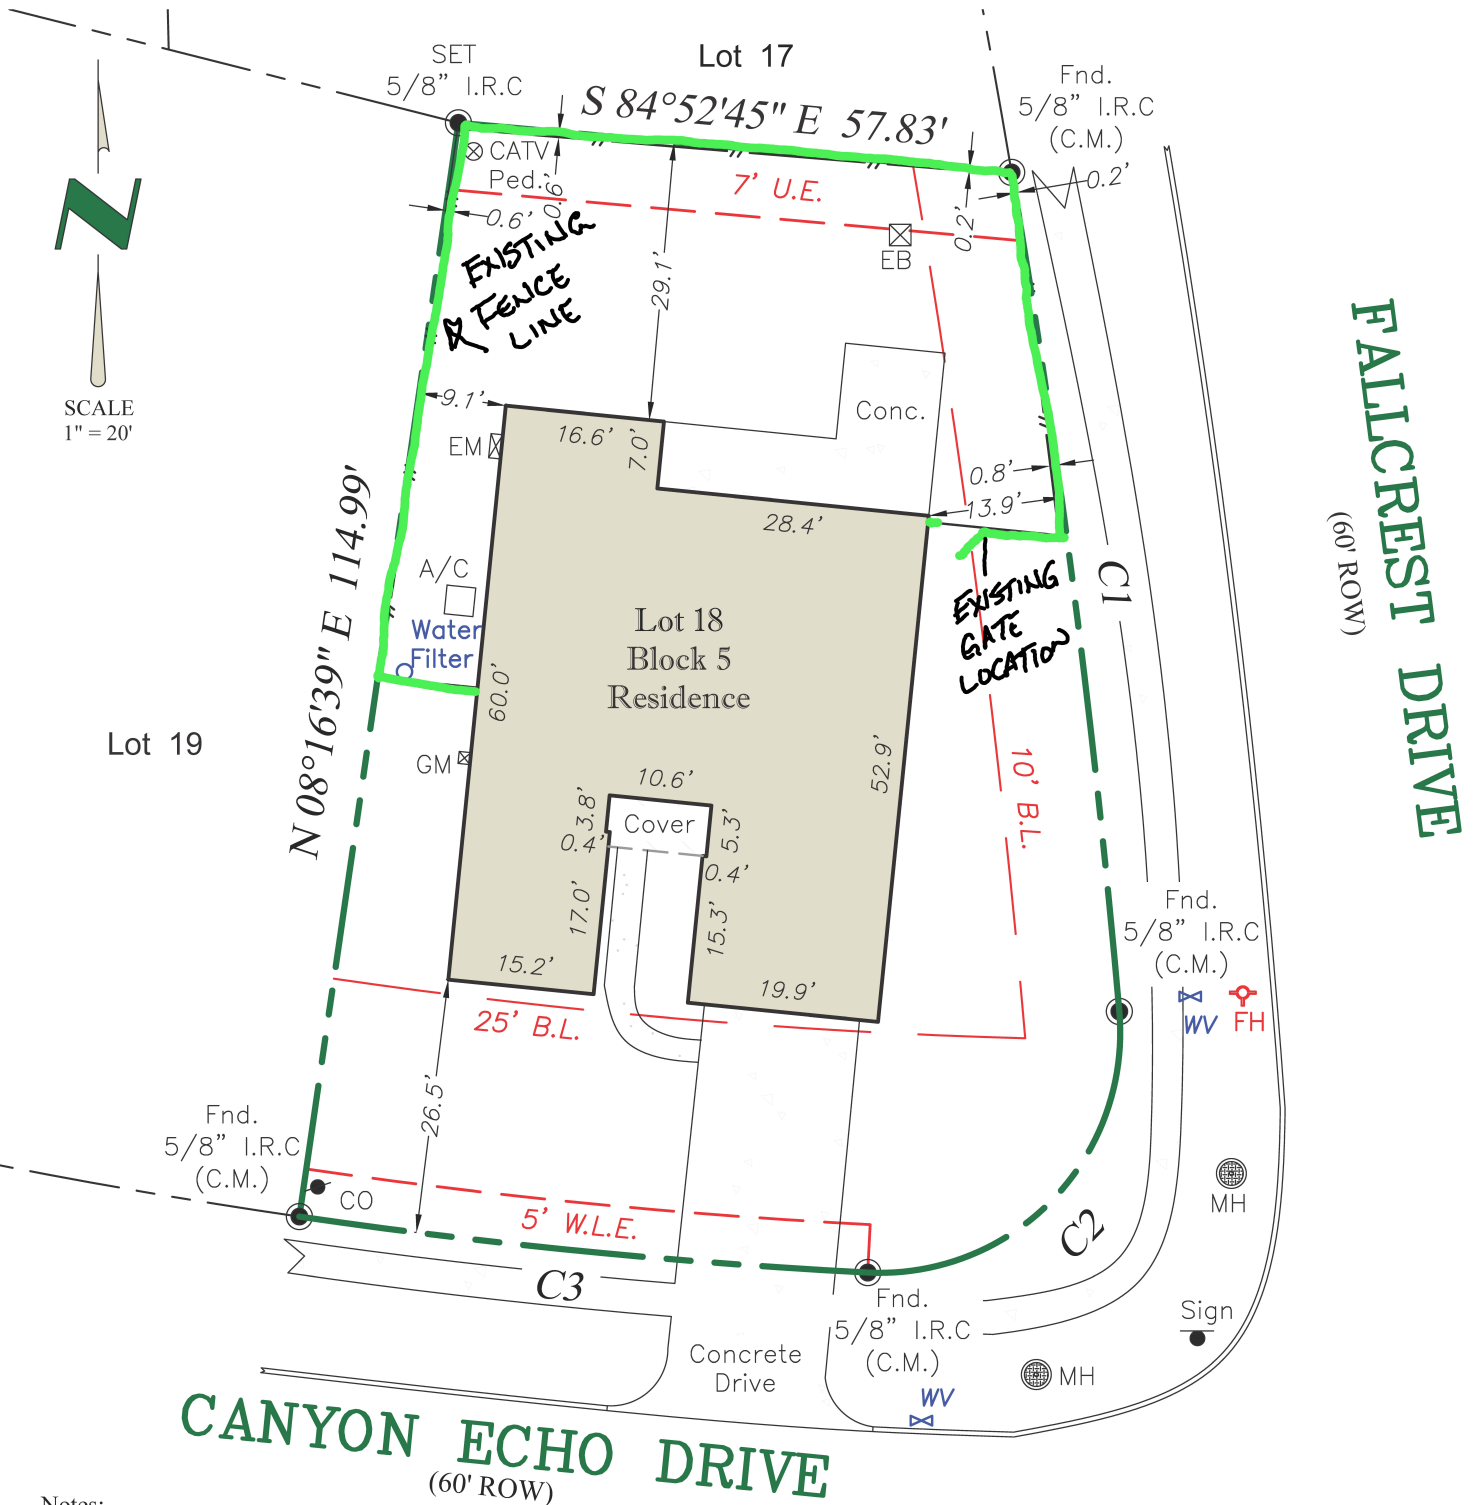 Lot 17
SET
5/8" I.R.C
S 84°52'45" E 57.83'
Fnd.
5/8" I.R.C
(C.M.)
CATV
Ped.
0.6'
0.6'
7' U.E.
0.2'
0.2'
EB
EXISTING
FENCE
LINE
29.1'
SCALE
1" = 20'
9.1'
16.6'
7.0'
Conc.
EM
0.8'
13.9'
28.4'
N 08°16'39" E 114.99'
A/C
Water
Filter
60.0'
Lot 18
Block 5
Residence
EXISTING
GATE
LOCATION
C1
FALLCREST DRIVE
(60' ROW)
Lot 19
GM
10.6'
3.8'
Cover
5.3'
0.4'
0.4'
17.0'
15.3'
52.9'
10' B.L.
15.2'
19.9'
25' B.L.
26.5'
Fnd.
5/8" I.R.C
(C.M.)
WV
FH
Fnd.
5/8" I.R.C
(C.M.)
CO
5' W.L.E.
C2
MH
C3
Fnd.
5/8" I.R.C
(C.M.)
Sign
Concrete
Drive
MH
WV
CANYON ECHO DRIVE
(60' ROW)
Notes: